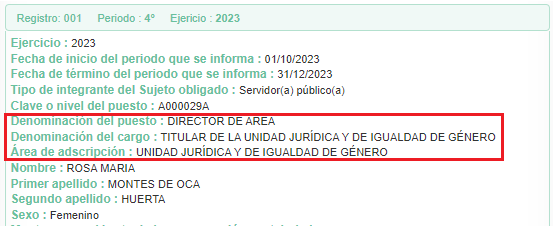 Registro: 001 Periodo : 4º Ejericio : 2023
Ejercicio : 2023
Fecha de inicio del periodo que se informa : 01/10/2023
Fecha de término del periodo que se informa : 31/12/2023
Tipo de integrante del Sujeto obligado : Servidor(a) público(a)
Clave o nivel del puesto : A000029A
Denominación del puesto : DIRECTOR DE AREA
Denominación del cargo : TITULAR DE LA UNIDAD JURÍDICA Y DE IGUALDAD DE GÉNERO
Área de adscripción : UNIDAD JURÍDICA Y DE IGUALDAD DE GÉNERO
Nombre : ROSA MARIA
Primer apellido : MONTES DE OCA
Segundo apellido : HUERTA
Sexo : Femenino